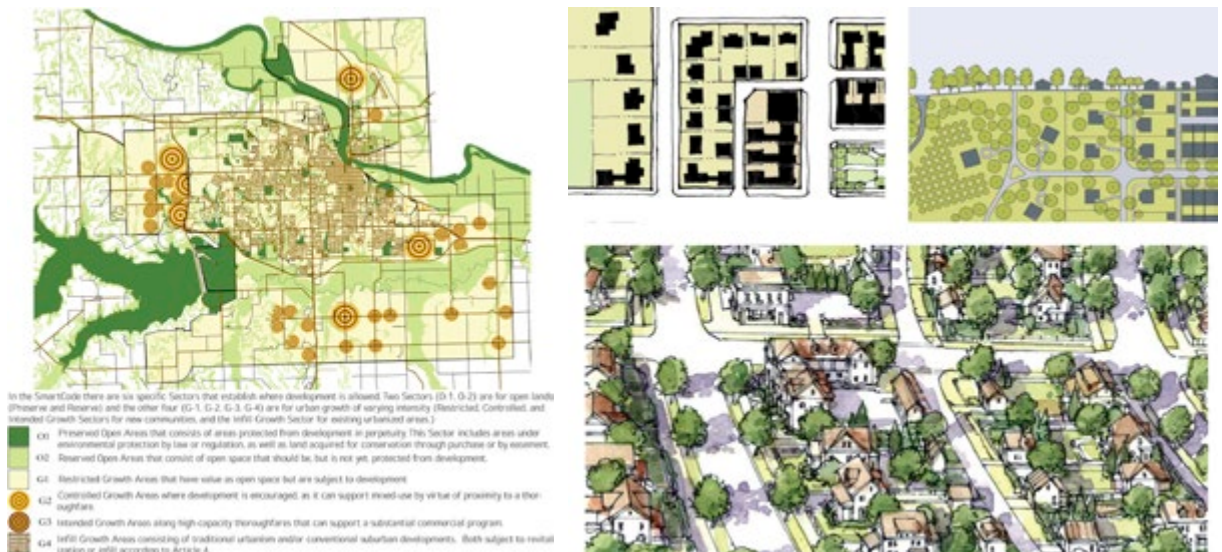 In the SmartCode there are six specific Sectors that establish where development is allowed. Two Sectors (O-1, O-2) are for open lands
(Preserve and Reserve) and the other four (G-1, G-2, G-3, G-4) are for urban growth of varying intensity (Restricted, Controlled, and
Intended Growth Sectors for new communities, and the Infill Growth Sector for existing urbanized areas.)
O1 Preserved Open Areas that consists of areas protected from development in perpetuity. This Sector includes areas under
environmental protection by law or regulation, as well as land acquired for conservation through purchase or by easement.
O2 Reserved Open Areas that consist of open space that should be, but is not yet, protected from development.
G1 Restricted Growth Areas that have value as open space but are subject to development
G2 Controlled Growth Areas where development is encouraged, as it can support mixed-use by virtue of proximity to a thor-
oughfare.
G3 Intended Growth Areas along high-capacity thoroughfares that can support a substantial commercial program.
G4 Infill Growth Areas consisting of traditional urbanism and/or conventional suburban developments. Both subject to revitali
zation or infill according to Article 4